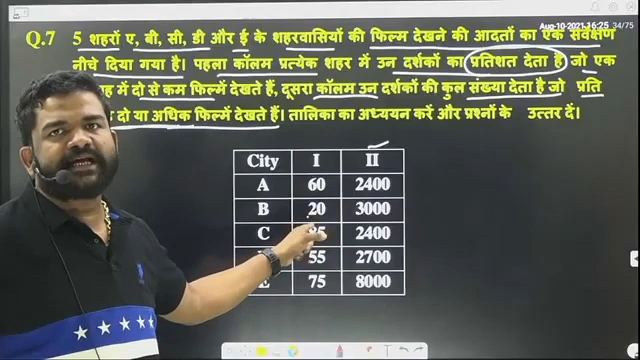 Aug-10-2021 16:25 34/75
Q.7 5 शहरों ए, बी, सी, डी और ई के शहरवासियों की फिल्म देखने की आदतों का एक सर्वेक्षण
नीचे दिया गया है। पहला कॉलम प्रत्येक शहर में उन दर्शकों का प्रतिशत देता है जो एक
में दो से कम फिल्में देखते हैं, दूसरा कॉलम उन दर्शकों की कुल संख्या देता है जो प्रति
दो या अधिक फिल्में देखते हैं। तालिका का अध्ययन करें और प्रश्नों के उत्तर दें।
City I II
A 60 2400
B 20 3000
C 2400
55 2700
E 75 8000